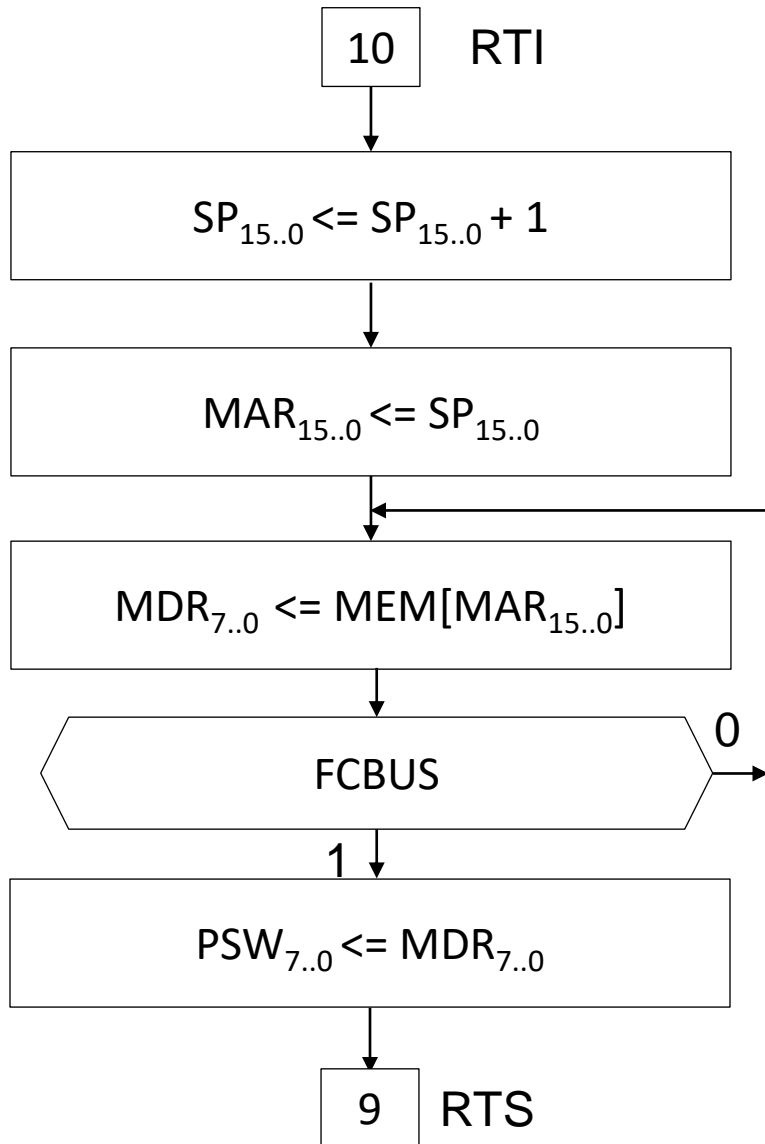 10 RTI
SP15..0 <= SP15..0 + 1
MAR15..0 <= SP15..0
MDR7..0 <= MEM[MAR15..0]
0
FCBUS
1
PSW7..0 <= MDR7..0
9 RTS